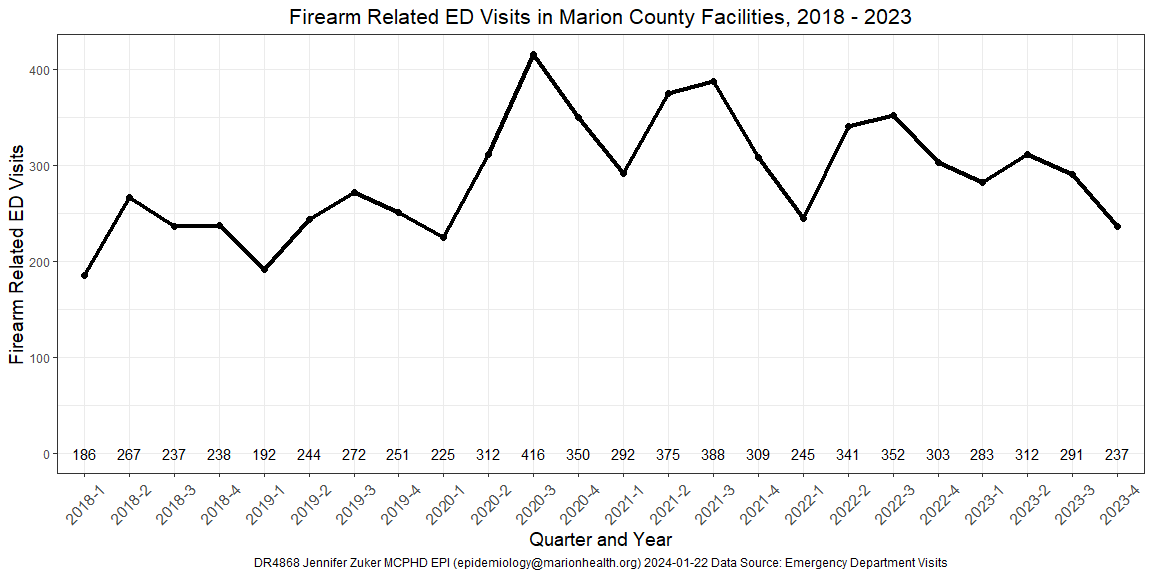 Firearm Related ED Visits in Marion County Facilities, 2018 - 2023
Firearm Related ED Visits
400
300
200
100
0
186 267 237 238 192 244 272 251 225 312 416 350 292 375 388 309 245 341 352 303 283 312 291 237
2018-1 2018-2 2018-3 2018-4 2019-1 2019-2 2019-3 2019-4 2020-1 2020-2 2020-3 2020-4 2021-1 2021-2 2021-3 2021-4 2022-1 2022-2 2022-3 2022-4 2023-1 2023-2 2023-3 2023-4
Quarter and Year
DR4868 Jennifer Zuker MCPHD EPI (epidemiology@marionhealth.org) 2024-01-22 Data Source: Emergency Department Visits